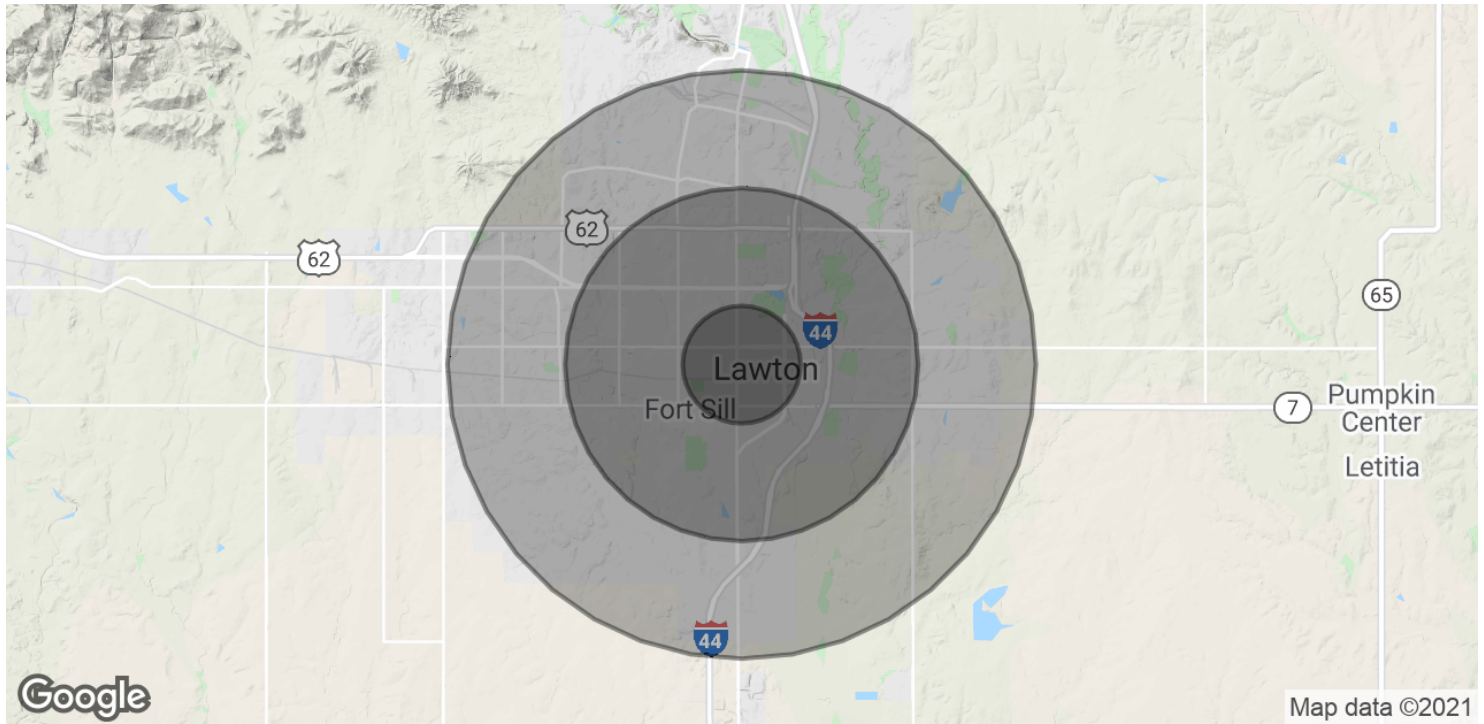 62
62
65
44
Lawton
Pumpkin
Center
7
Fort Sill
Letitia
44
Google
Map data ©2021